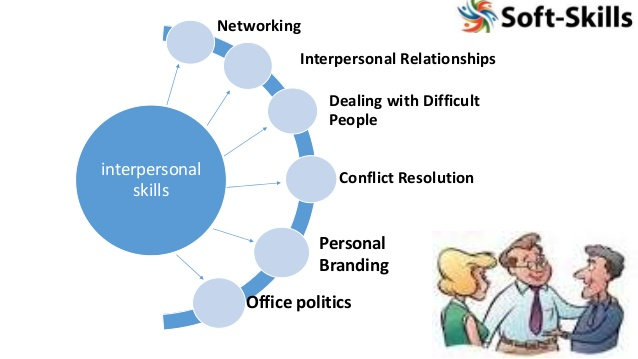 Soft-Skills
Networking
Interpersonal Relationships
Dealing with Difficult
People
interpersonal
skills
Conflict Resolution
Personal
Branding
Office politics